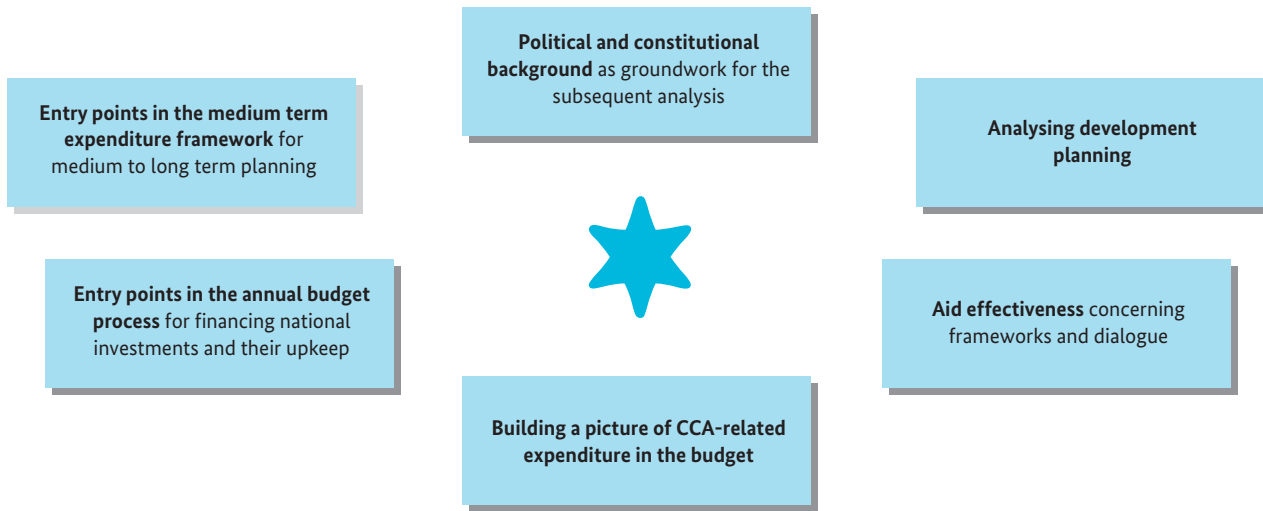 Political and constitutional
background as groundwork for the
subsequent analysis
Entry points in the medium term
expenditure framework for
medium to long term planning
Analysing development
planning
Entry points in the annual budget
process for financing national
investments and their upkeep
Aid effectiveness concerning
frameworks and dialogue
Building a picture of CCA-related
expenditure in the budget